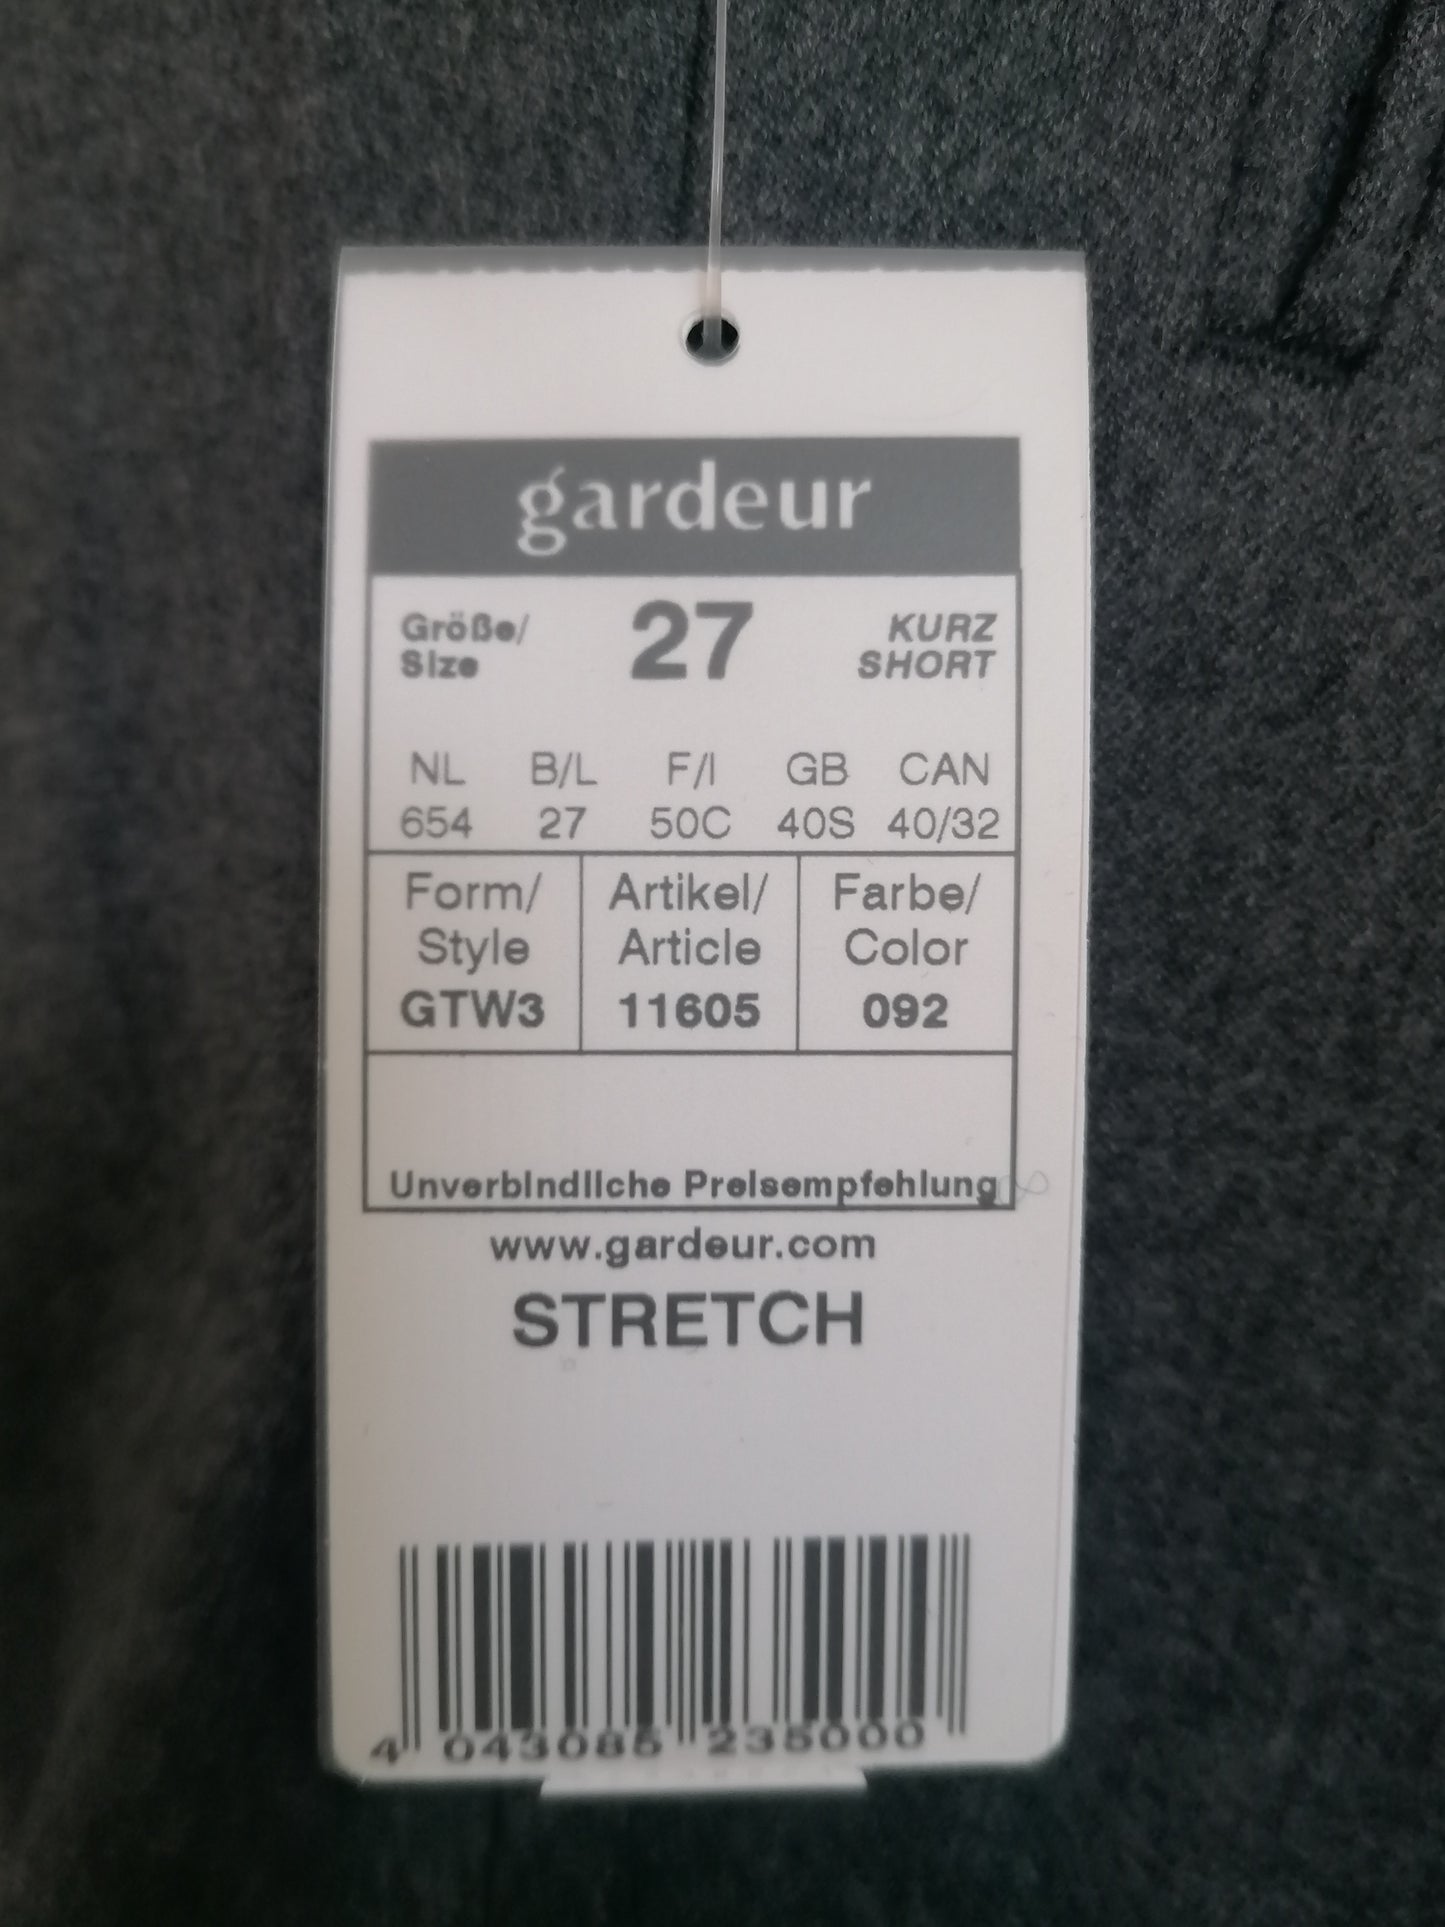 gardeur
Größe/ Size 27 KURZ SHORT
NL B/L F/I GB CAN
654 27 50C 40S 40/32
Form/ Style Artikel/ Article Farbe/ Color
GTW3 11605 092
Unverbindliche Preisempfehlung
www.gardeur.com
STRETCH
4 043085 235000